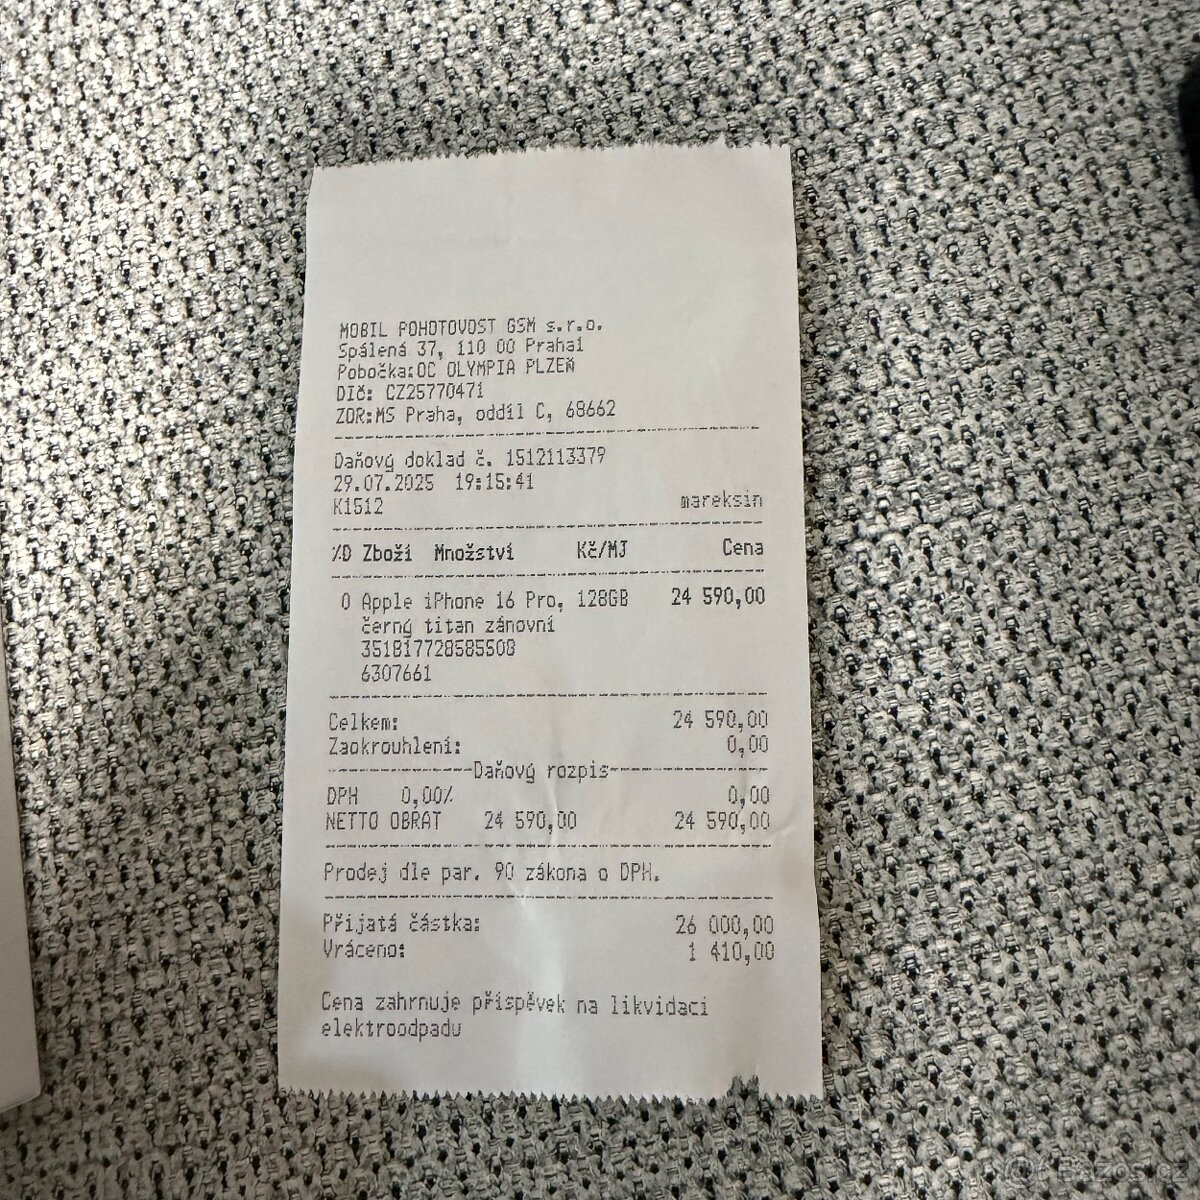 MOBIL POHOTOVOST GSM s.r.o.
Spálená 37, 110 00 Praha1
Pobočka:OC OLYMPIA PLZEŇ
DIČ: CZ25770471
ZOR:MS Praha, oddíl C, 68662
Daňový doklad č. 1512113379
29.07.2025 19:15:41
K1512 mareksin
%D Zboží Množství Kč/MJ Cena
0 Apple iPhone 16 Pro, 128GB 24 590,00
černý titan zánovní
351817728585608
6307661
Celkem: 24 590,00
Zaokrouhlení: 0,00
Daňový rozpis
DPH 0,00% 0,00
NETTO OBRAT 24 590,00 24 590,00
Prodej dle par. 90 zákona o DPH.
Přijatá částka: 26 000,00
Vráceno: 1 410,00
Cena zahrnuje příspěvek na likvidaci
elektroodpadu
Bazos.cz